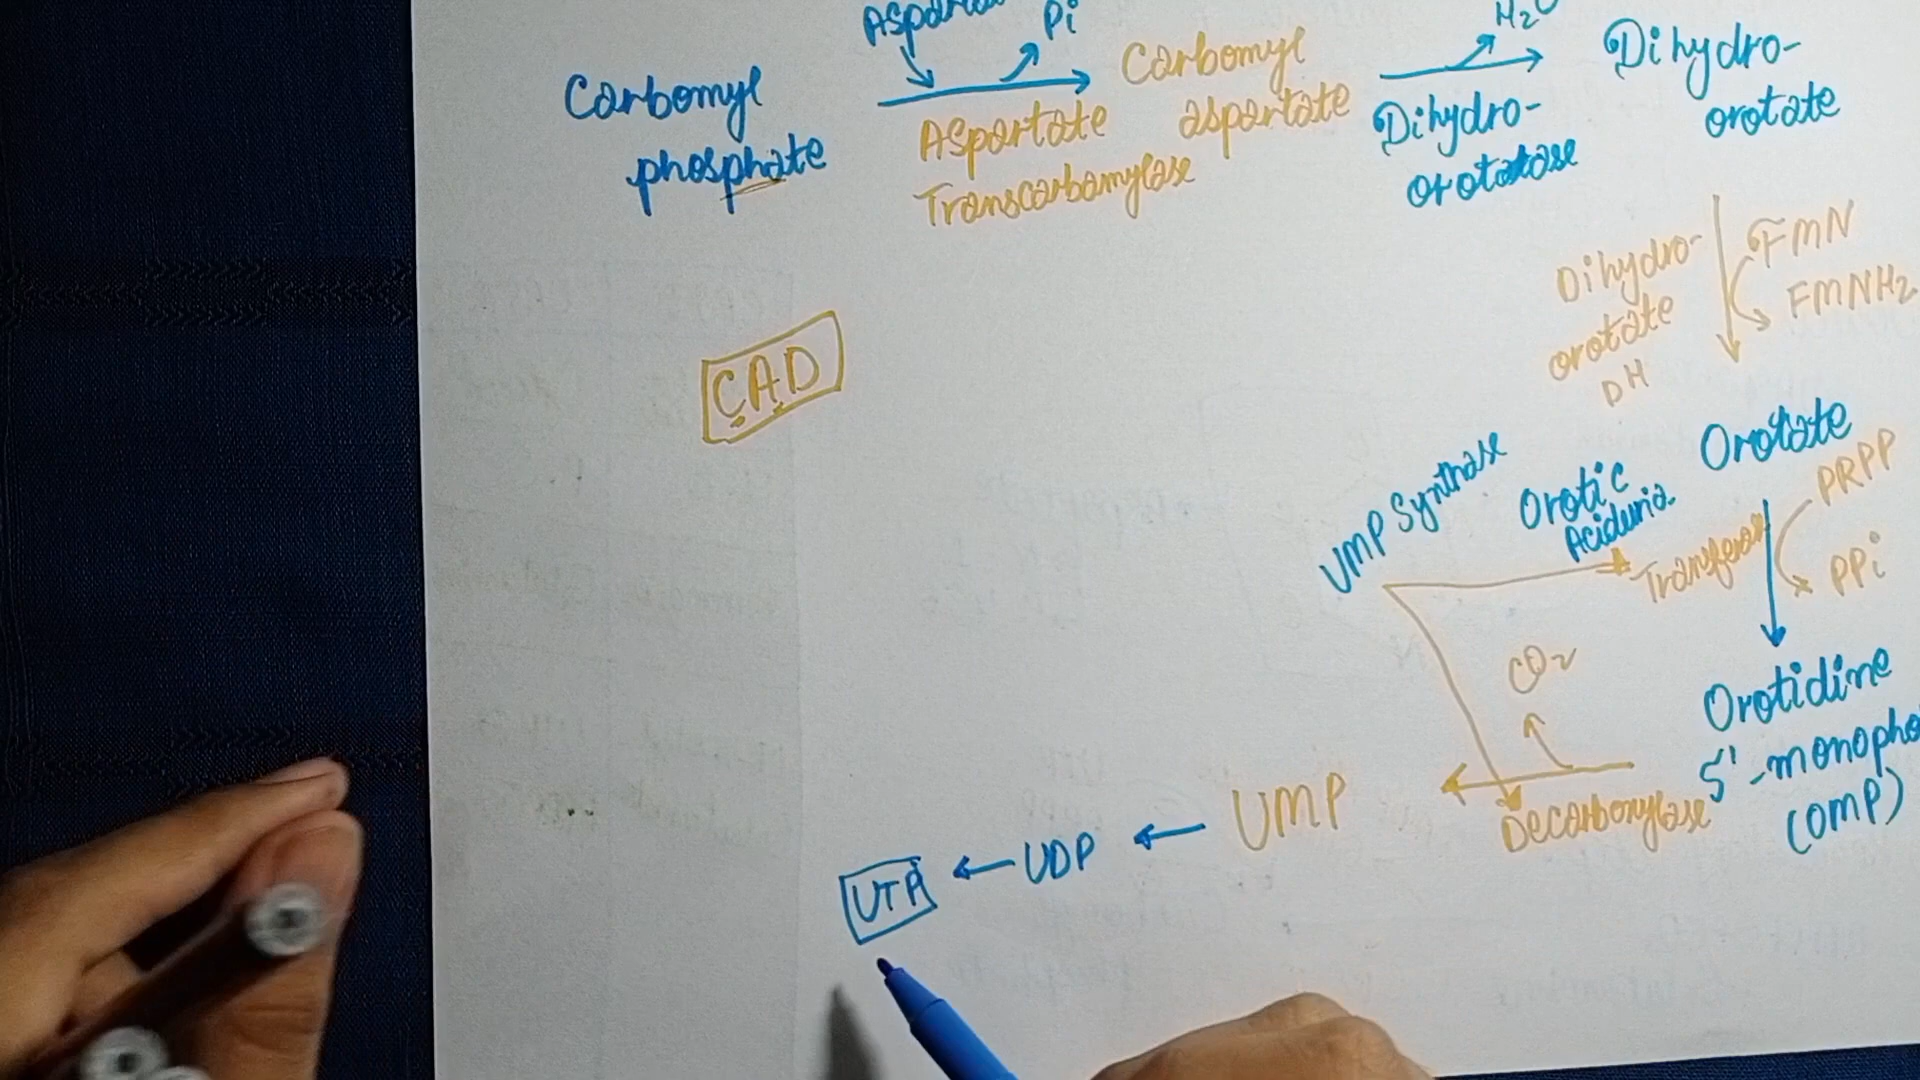 Pi
H2O
Carbomyl
phosphate
Aspartate
Transcarbamylase
Carbomyl
aspartate
Dihydro-
orotatase
Dihydro-
orotate
Dihydro-
orotate
DH
FMN
FMNH2
CAD
Orotate
PRPP
PPi
UMP Synthase
Orotic
Aciduria
CO2
Orotidine
5'-monopho
(OMP)
Decarboxylase
UMP
UDP
UTP